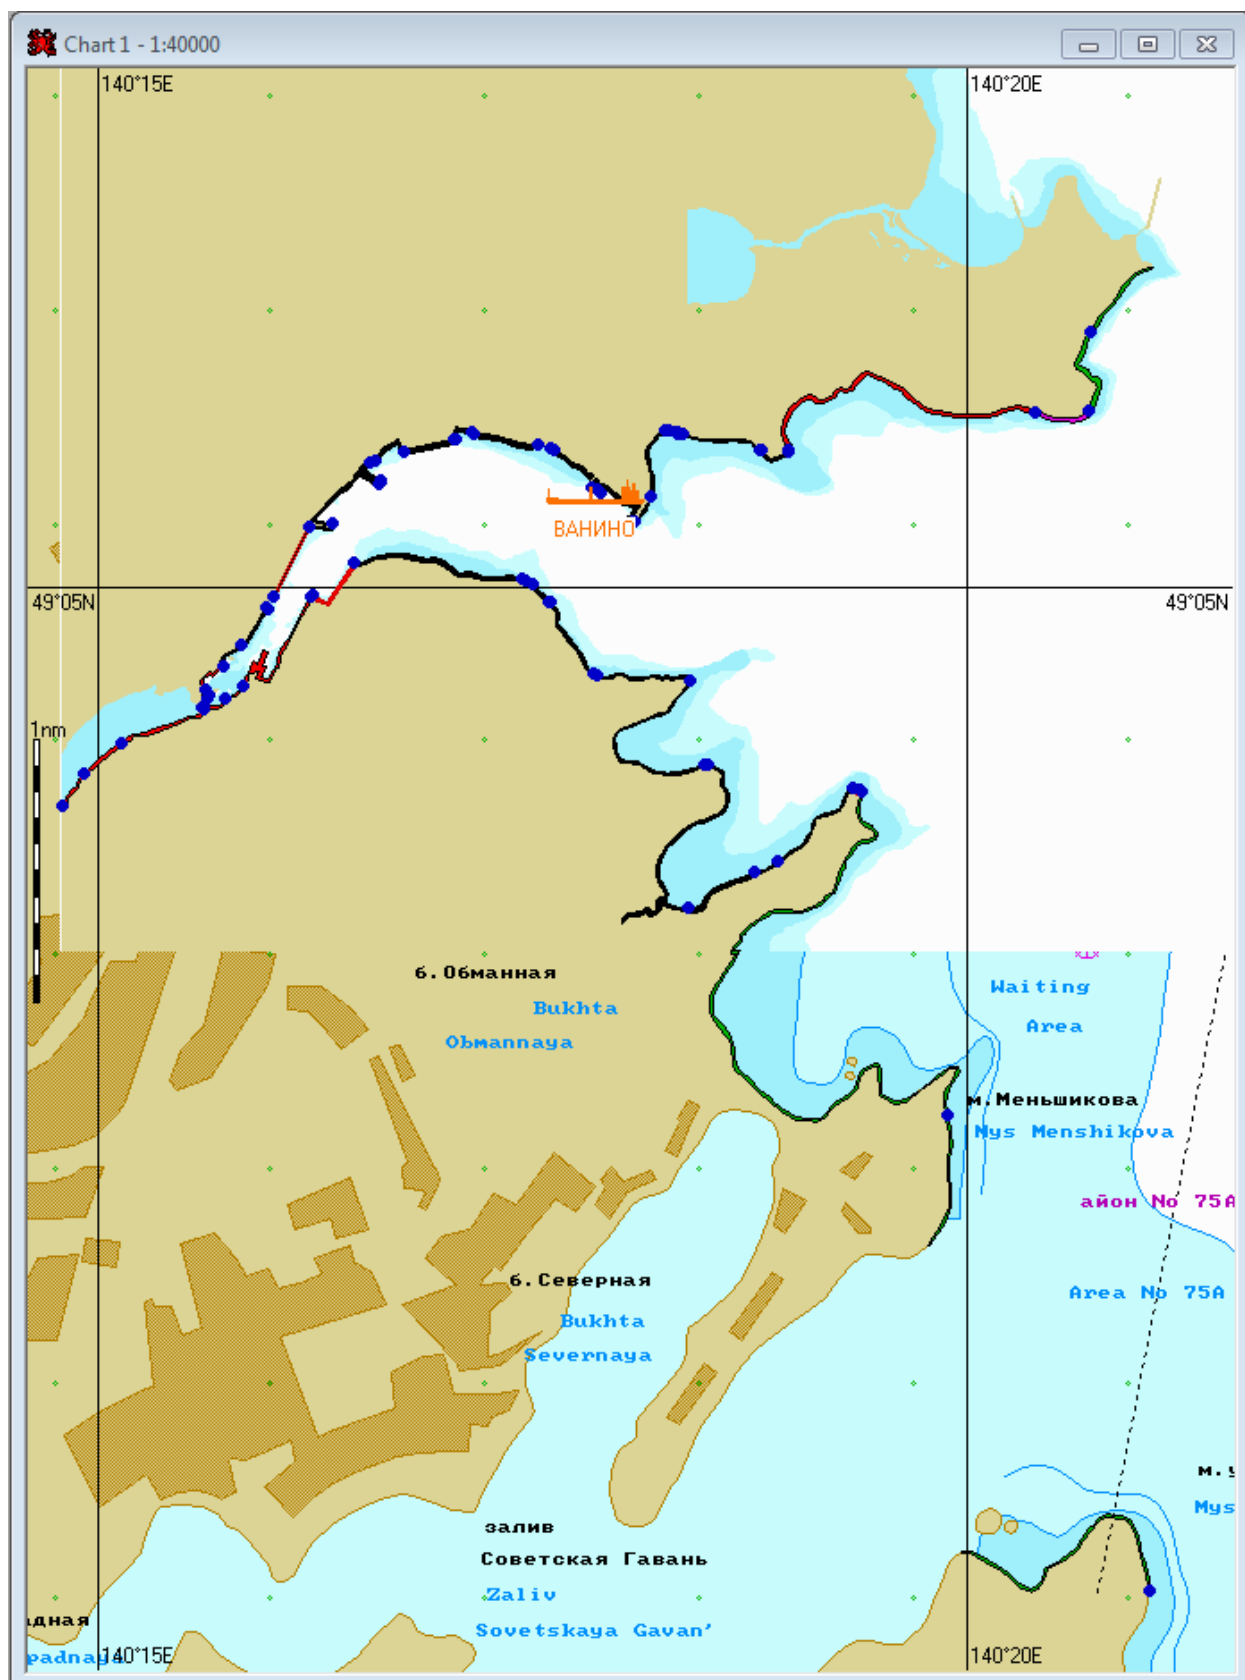 Chart 1 - 1:40000
140°15E
140°20E
ВАНИНО
49°05N
49°05N
1nm
б.Обманная
Bukhta
Obmannaya
Waiting
Area
м.Меньшикова
Mys Menshikova
айон No 75А
Area No 75A
б.Северная
Bukhta
Severnaya
м.у
Mys
залив
Советская Гавань
Zaliv
Sovetskaya Gavan'
адная
padnaya
140°15E
140°20E